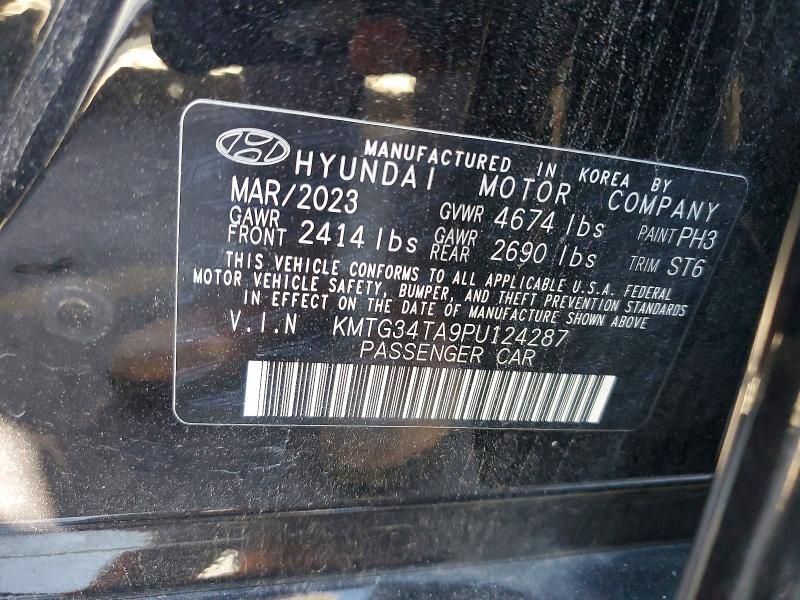 MANUFACTURED IN KOREA BY
HYUNDAI MOTOR COMPANY
MAR/2023 GVWR 4674 lbs PAINT PH3
GAWR FRONT 2414 lbs GAWR REAR 2690 lbs TRIM ST6
THIS VEHICLE CONFORMS TO ALL APPLICABLE U.S.A. FEDERAL
MOTOR VEHICLE SAFETY, BUMPER, AND THEFT PREVENTION STANDARDS
IN EFFECT ON THE DATE OF MANUFACTURE SHOWN ABOVE
V.I.N KMTG34TA9PU124287
PASSENGER CAR